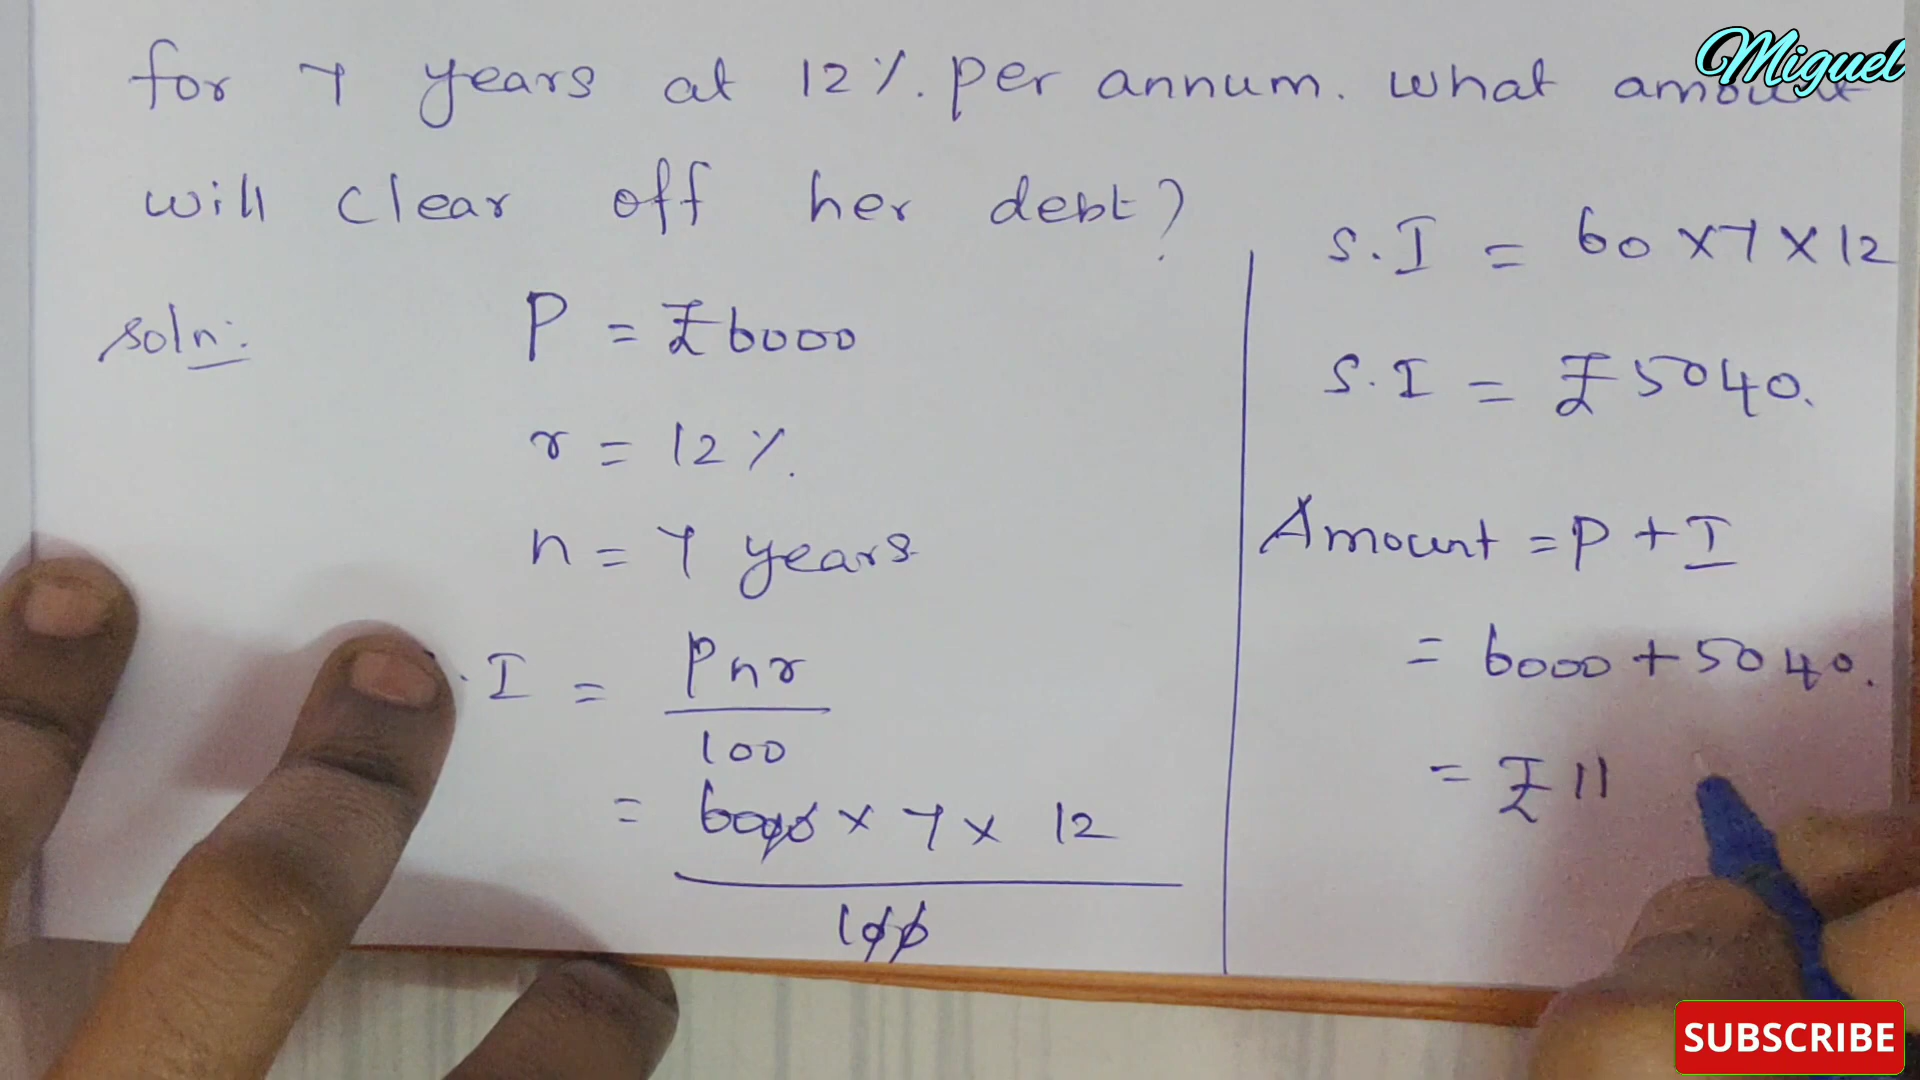 for 7 years at 12%. per annum. what amount
will clear off her debt?
soln:
P = ₹6000
r = 12%.
n = 7 years
. I = Pnr
100
= 6000 x 7 x 12
100
S.I = 60 x 7 x 12
S.I = ₹5040.
Amount = P + I
= 6000 + 5040.
= ₹11
Miguel
SUBSCRIBE